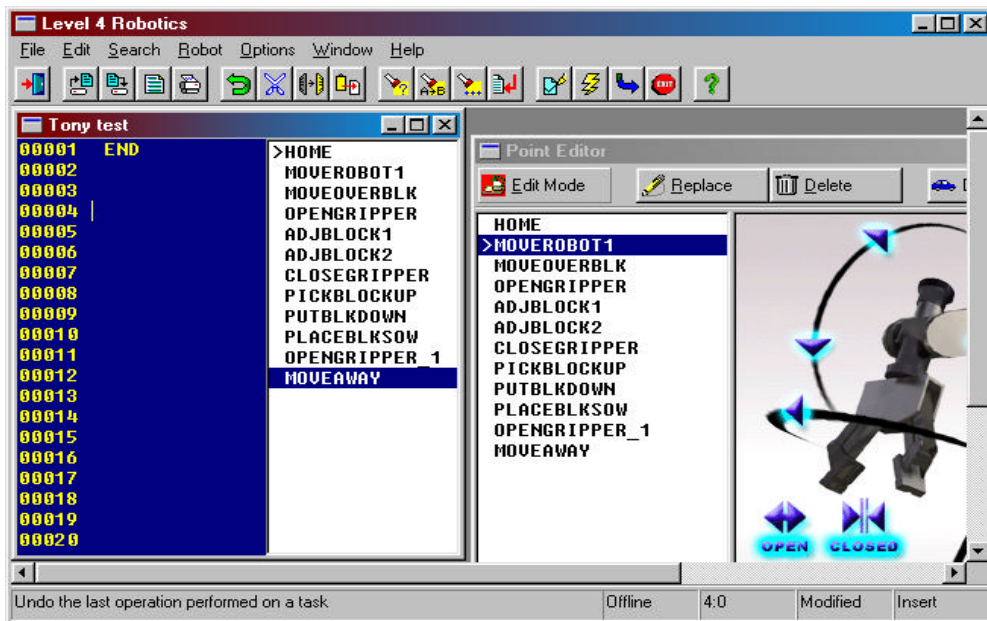 Level 4 Robotics
File Edit Search Robot Options Window Help
A→B
EXIT
Tony test
00001 END
00002
00003
00004
00005
00006
00007
00008
00009
00010
00011
00012
00013
00014
00015
00016
00017
00018
00019
00020
>HOME
MOVEROBOT1
MOVEOVERBLK
OPENGRIPPER
ADJBLOCK1
ADJBLOCK2
CLOSEGRIPPER
PICKBLOCKUP
PUTBLKDOWN
PLACEBLKSOW
OPENGRIPPER_1
MOVEAWAY
Point Editor
Edit Mode Replace Delete
HOME
>MOVEROBOT1
MOVEOVERBLK
OPENGRIPPER
ADJBLOCK1
ADJBLOCK2
CLOSEGRIPPER
PICKBLOCKUP
PUTBLKDOWN
PLACEBLKSOW
OPENGRIPPER_1
MOVEAWAY
OPEN CLOSED
Undo the last operation performed on a task Offline 4:0 Modified Insert